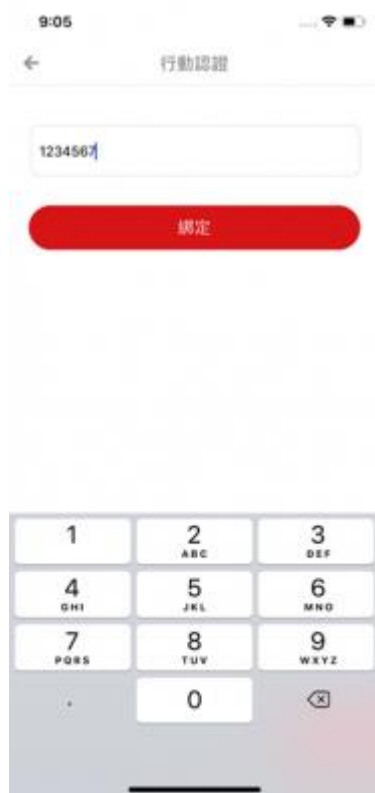 9:05
行動認證
1234567
綁定
1
2
ABC
3
DEF
4
GHI
5
JKL
6
MNO
7
PQRS
8
TUV
9
WXYZ
.
0